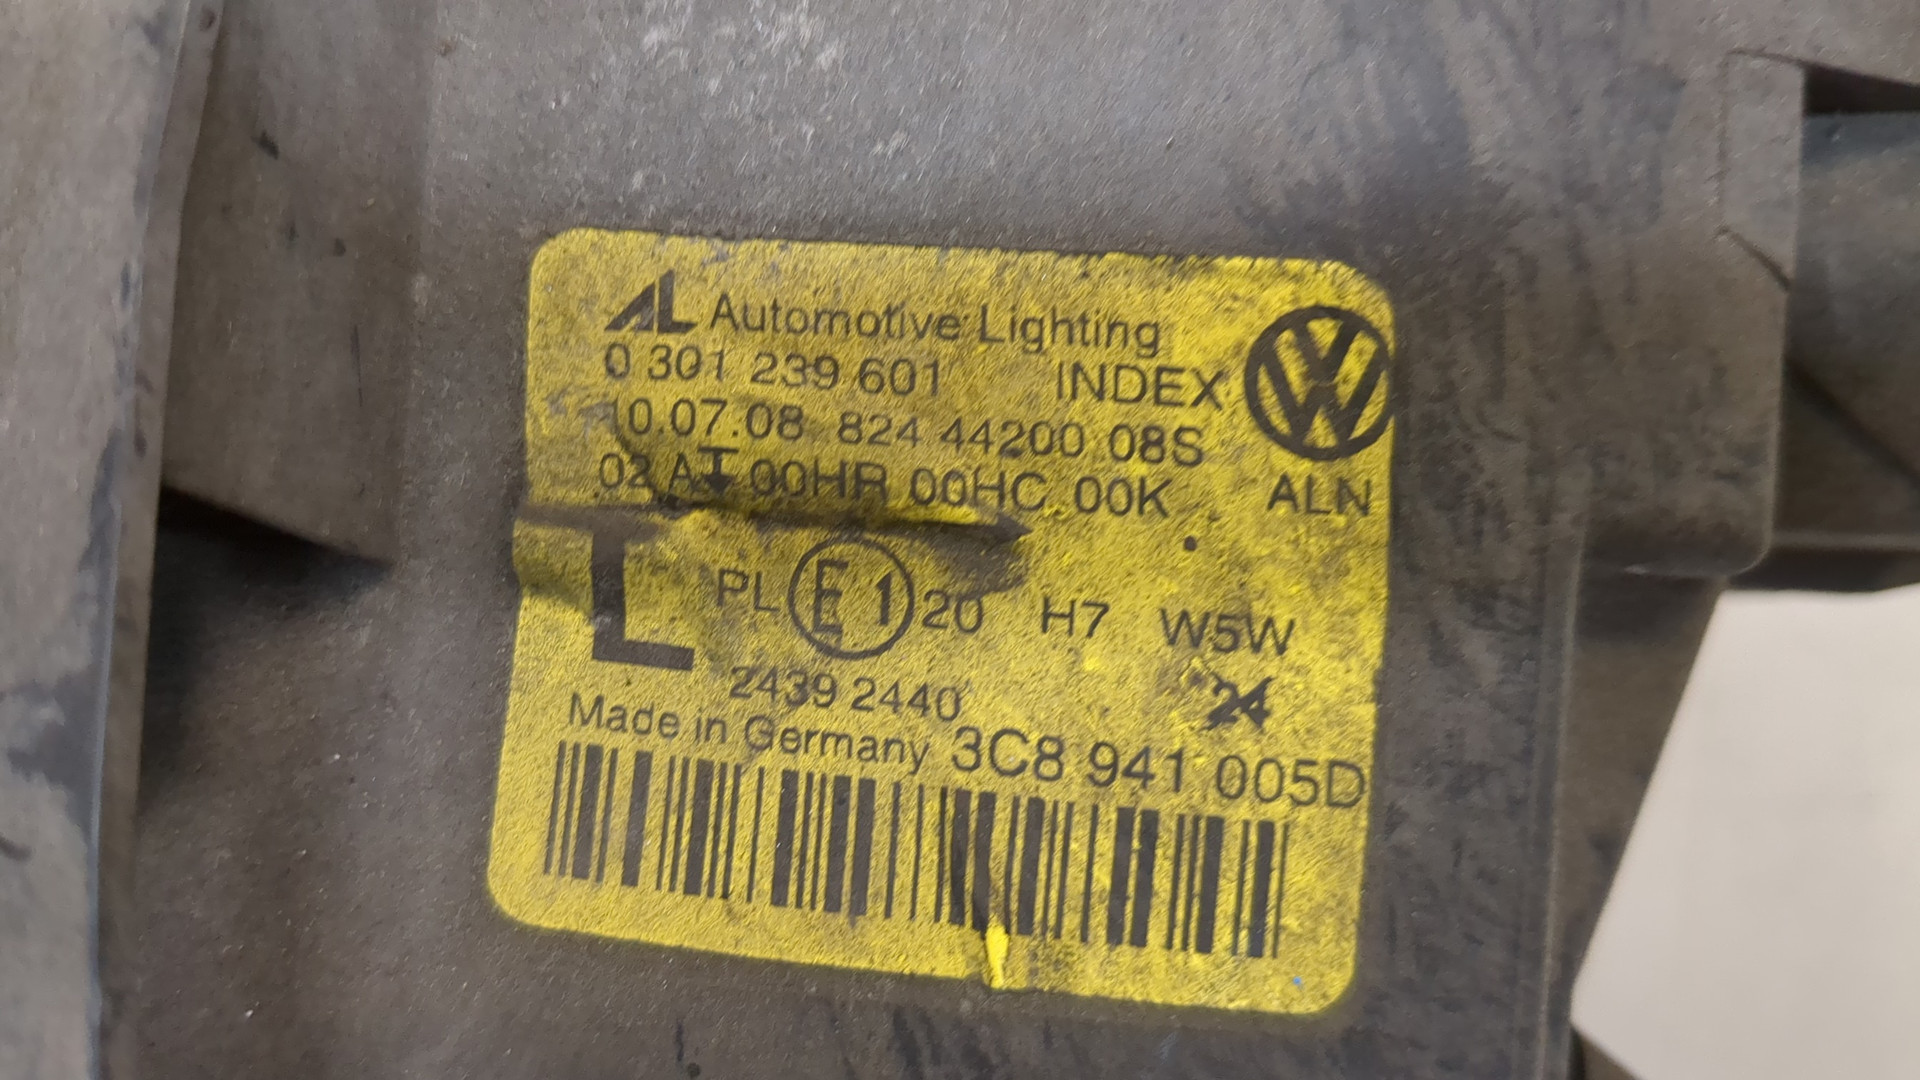 AL Automotive Lighting
0 301 239 601 INDEX
10.07.08 824 44200 08S
02 A 00HR 00HC 00K ALN
L PL E1 20 H7 W5W
2439 2440 24
Made in Germany 3C8 941 005D